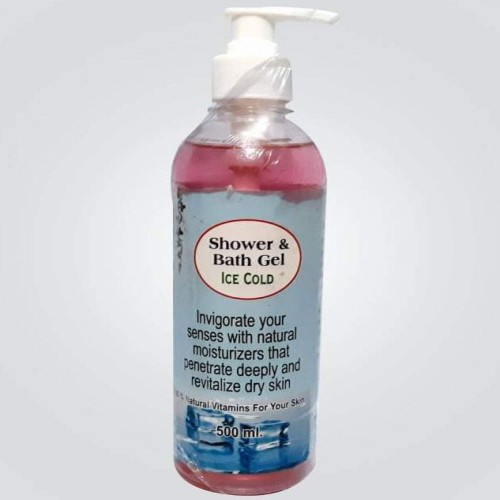 Shower &
Bath Gel
ICE COLD
Invigorate your
senses with natural
moisturizers that
penetrate deeply and
revitalize dry skin
% Natural Vitamins For Your Skin
500 ml.